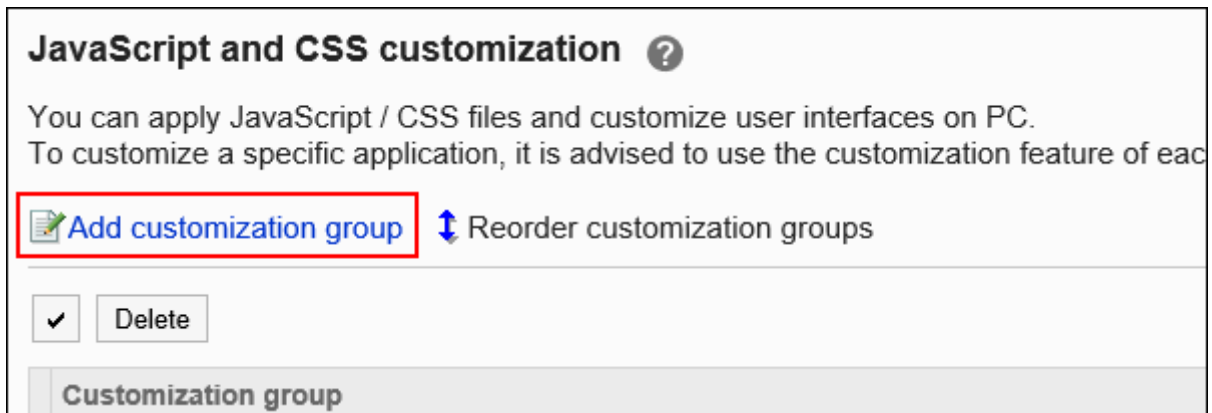 JavaScript and CSS customization ?
You can apply JavaScript / CSS files and customize user interfaces on PC.
To customize a specific application, it is advised to use the customization feature of eac
Add customization group Reorder customization groups
Delete
Customization group